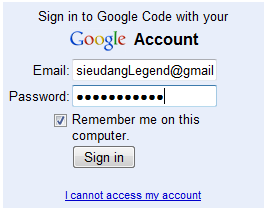 Sign in to Google Code with your
Google Account
Email: sieudangLegend@gmail
Password: ●●●●●●●●●●●
Remember me on this
computer.
Sign in
I cannot access my account